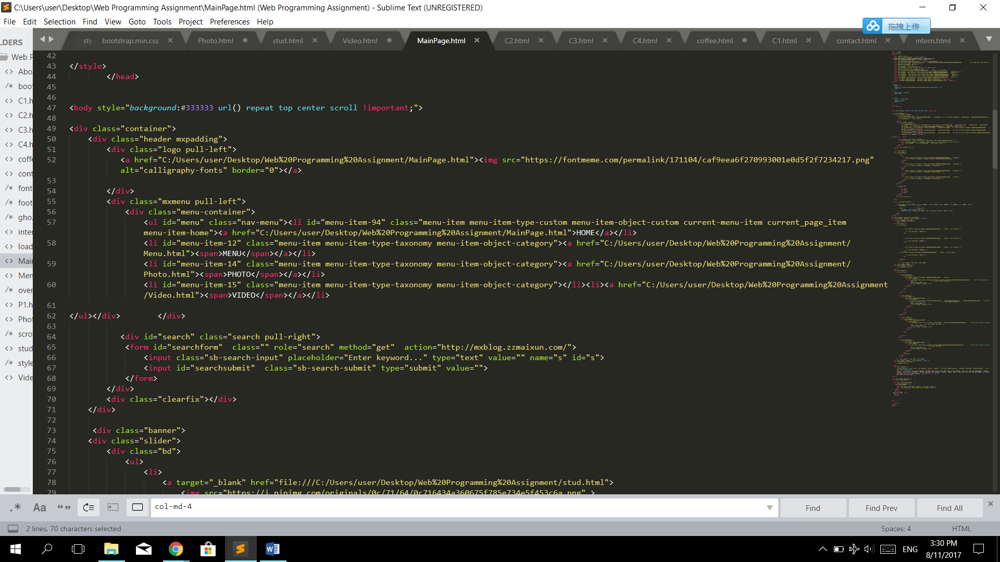 C:\Users\user\Desktop\Web Programming Assignment\MainPage.html (Web Programming Assignment) - Sublime Text (UNREGISTERED)
File Edit Selection Find View Goto Tools Project Preferences Help
拖拽上传
LDERS
sty bootstrap.min.css Photo.html stud.html Video.html MainPage.html C2.html C3.html C4.html coffee.html C1.html contact.html intern.html
Web P
<> Abo
/* boot
<> C1.h
<> C2.h
<> C3.h
<> C4.h
<> coff
<> cont
/* font
/* foot
/* gho.
<> inter
<> load
<> Main
<> Men
/* over
<> P1.h
<> Phot
/* scro
<> stud
/* style
<> Vide
42
43 </style>
44 </head>
45
46
47 <body style="background:#333333 url() repeat top center scroll !important;">
48
49 <div class="container">
50 <div class="header mxpadding">
51 <div class="logo pull-left">
52 <a href="C:/Users/user/Desktop/Web%20Programming%20Assignment/MainPage.html"><img src="https://fontmeme.com/permalink/171104/caf9eea6f270993001e0d5f2f7234217.png"
alt="calligraphy-fonts" border="0"></a>
53
54 </div>
55 <div class="mxmenu pull-left">
56 <div class="menu-container">
57 <ul id="menu" class="nav-menu"><li id="menu-item-94" class="menu-item menu-item-type-custom menu-item-object-custom current-menu-item current_page_item
menu-item-home"><a href="C:/Users/user/Desktop/Web%20Programming%20Assignment/MainPage.html">HOME</a></li>
58 <li id="menu-item-12" class="menu-item menu-item-type-taxonomy menu-item-object-category"><a href="C:/Users/user/Desktop/Web%20Programming%20Assignment/
Menu.html"><span>MENU</span></a></li>
59 <li id="menu-item-14" class="menu-item menu-item-type-taxonomy menu-item-object-category"><a href="C:/Users/user/Desktop/Web%20Programming%20Assignment/
Photo.html"><span>PHOTO</span></a></li>
60 <li id="menu-item-15" class="menu-item menu-item-type-taxonomy menu-item-object-category"></li><li><a href="C:/Users/user/Desktop/Web%20Programming%20Assignment
/Video.html"><span>VIDEO</span></a></li>
61
62 </ul></div> </div>
63
64 <div id="search" class="search pull-right">
65 <form id="searchform" class="" role="search" method="get" action="http://mxblog.zzmaixun.com/">
66 <input class="sb-search-input" placeholder="Enter keyword..." type="text" value="" name="s" id="s">
67 <input id="searchsubmit" class="sb-search-submit" type="submit" value="">
68 </form>
69 </div>
70 <div class="clearfix"></div>
71 </div>
72
73 <div class="banner">
74 <div class="slider">
75 <div class="bd">
76 <ul>
77 <li>
78 <a target="_blank" href="file:///C:/Users/user/Desktop/Web%20Programming%20Assignment/stud.html">
79 <img src="https://i.pinimg.com/originals/0c/71/64/0c716434a360675f785e734e5f453c6a.png" >
.* Aa “” col-md-4 Find Find Prev Find All
2 lines, 70 characters selected Spaces: 4 HTML
ENG 3:30 PM
8/11/2017